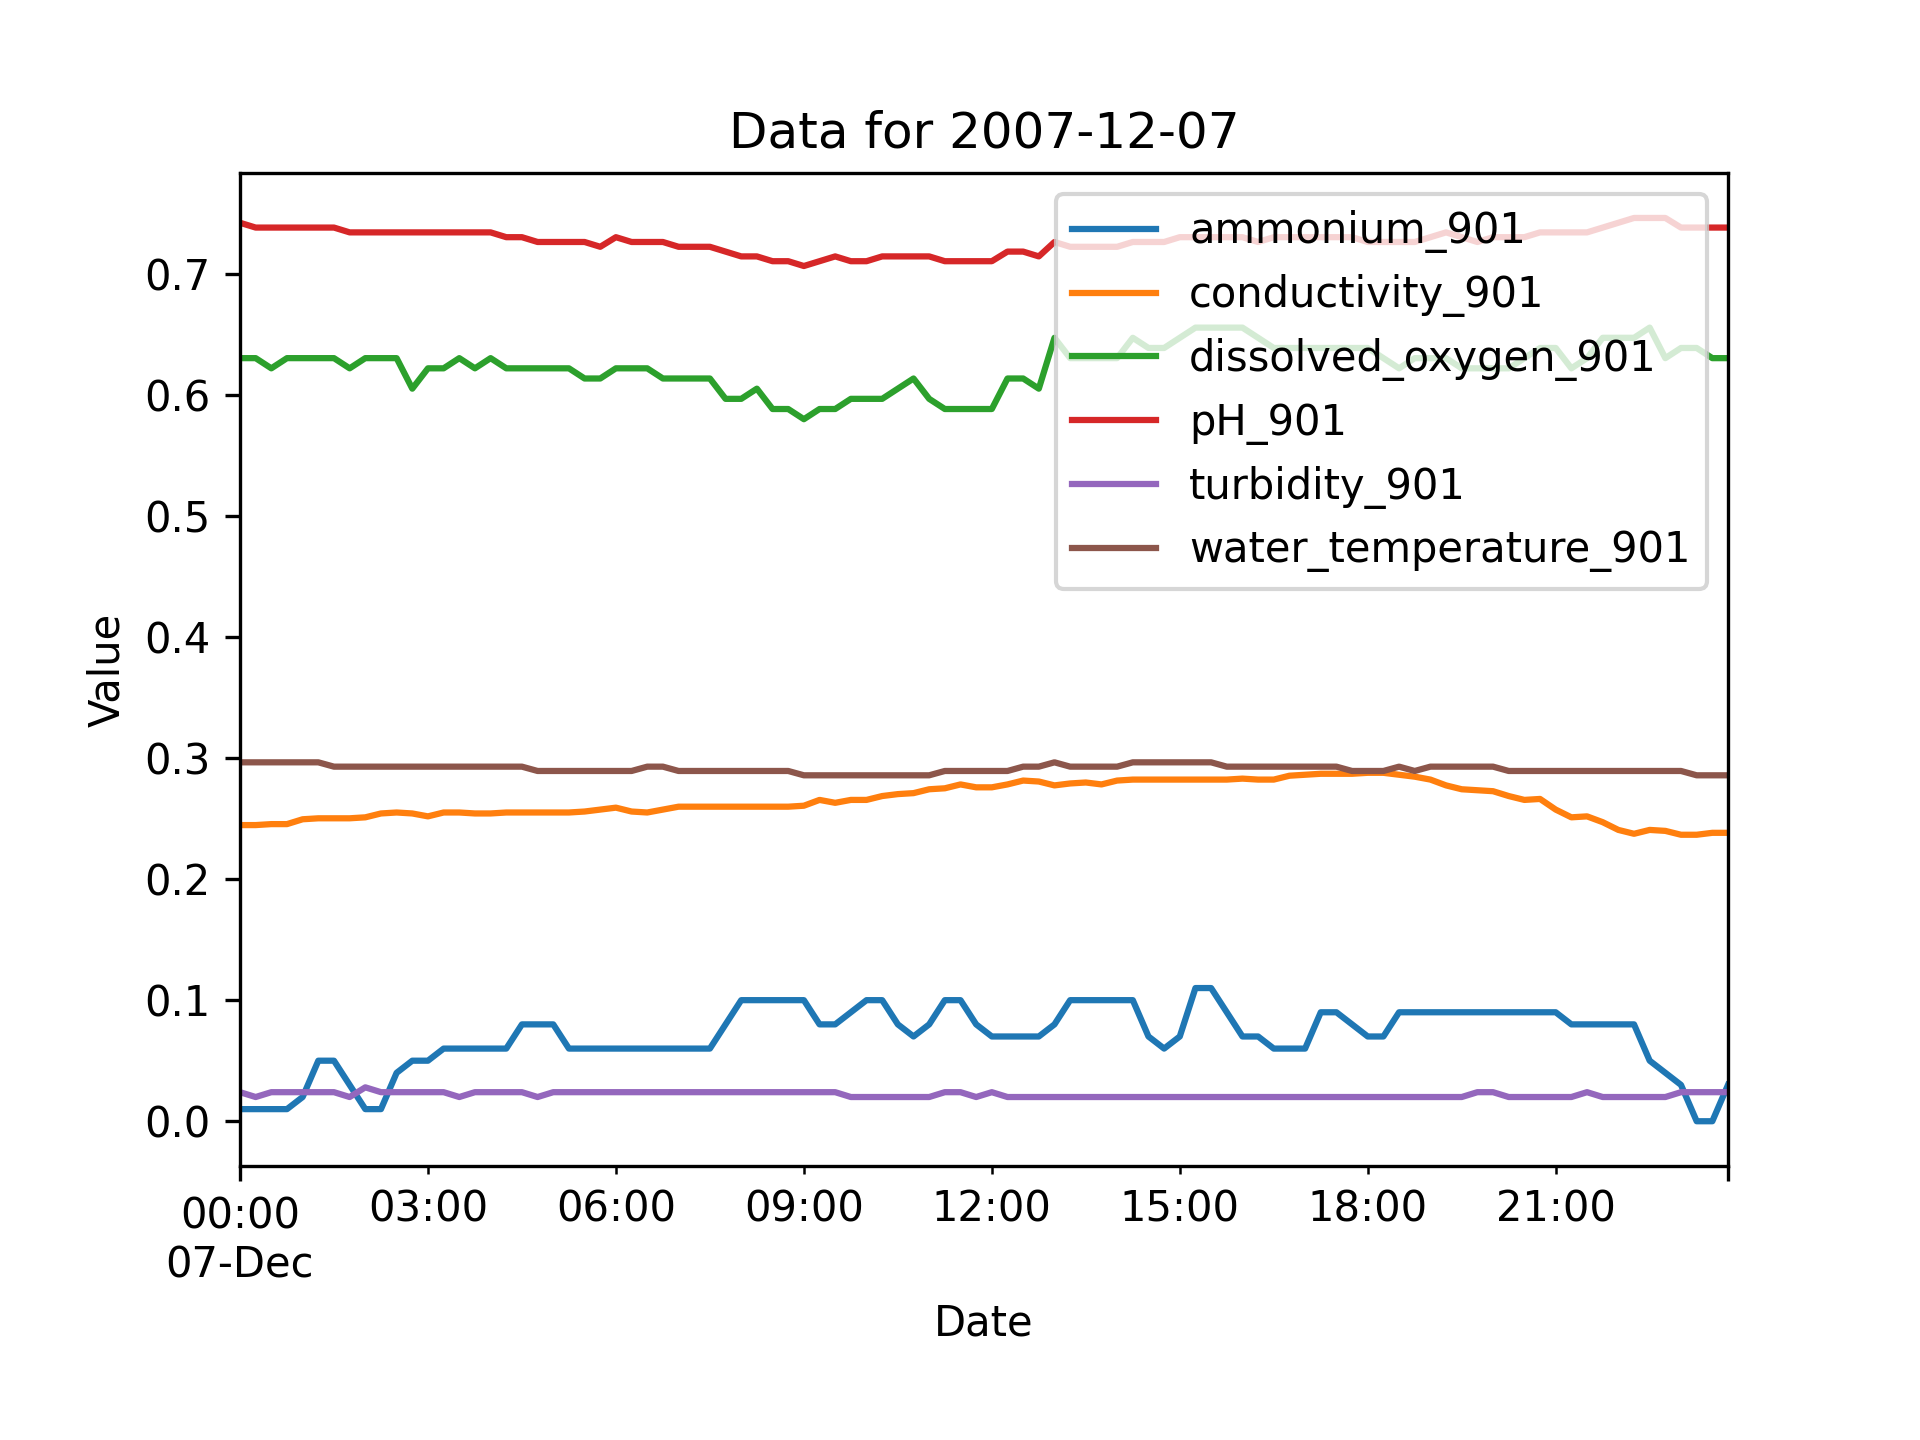 Data for 2007-12-07
ammonium_901
conductivity_901
dissolved_oxygen_901
pH_901
turbidity_901
water_temperature_901
Value
0.7
0.6
0.5
0.4
0.3
0.2
0.1
0.0
00:00 03:00 06:00 09:00 12:00 15:00 18:00 21:00
07-Dec
Date